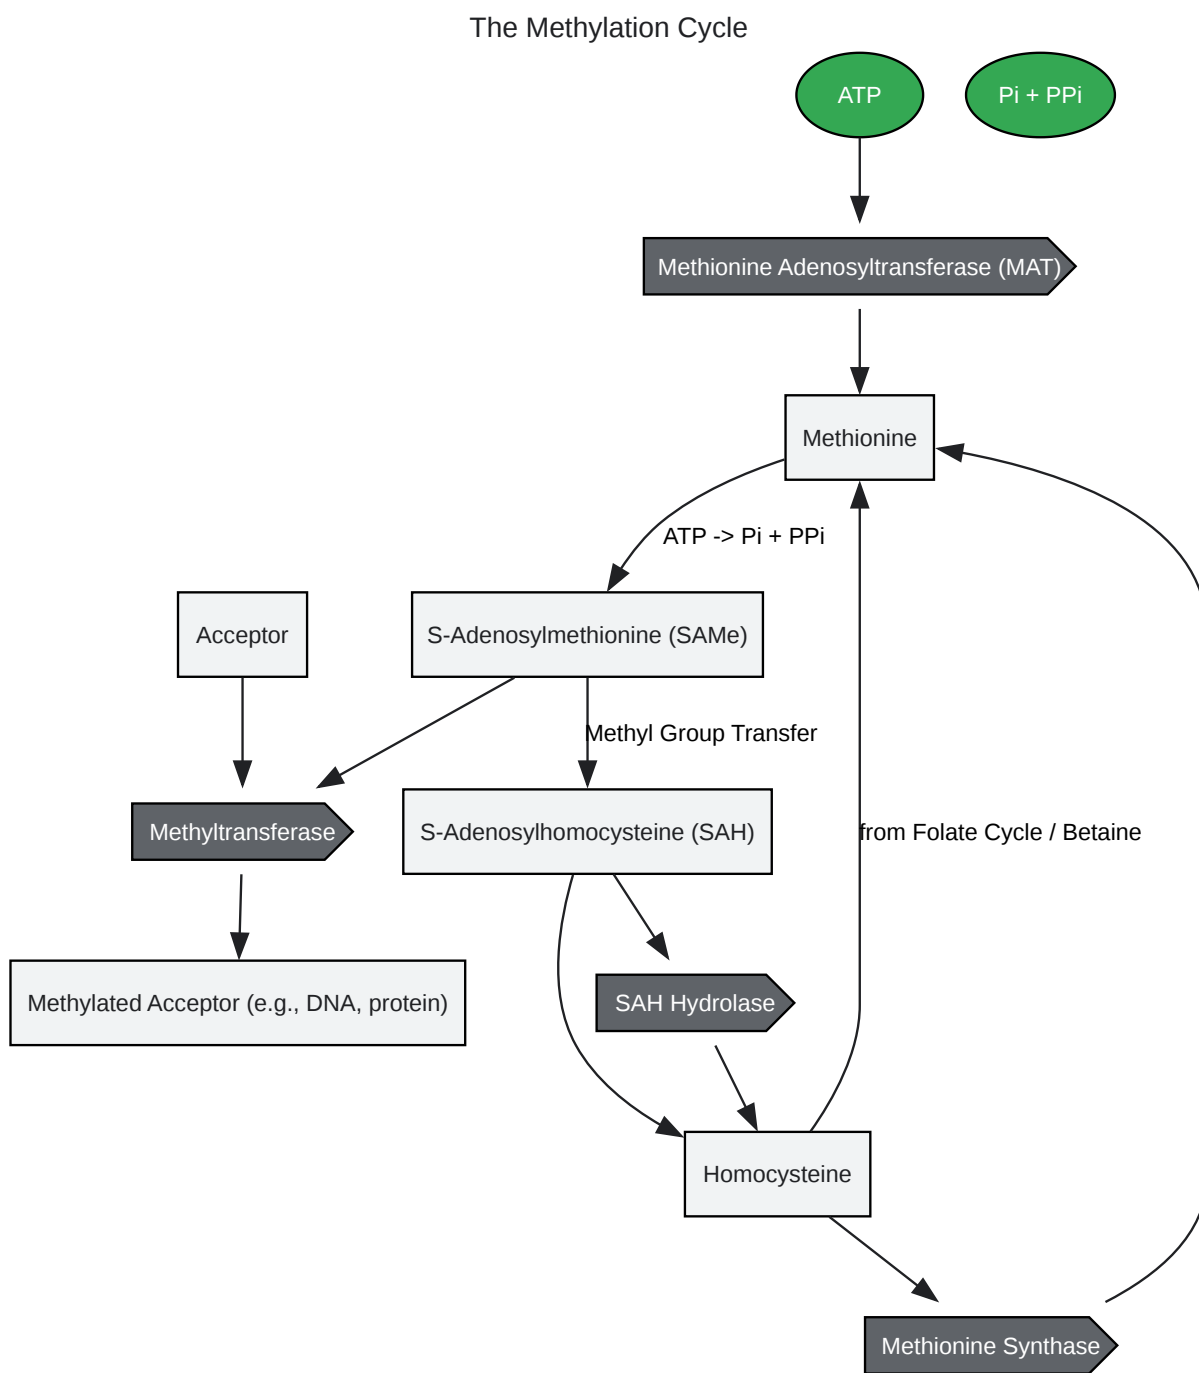 The Methylation Cycle
ATP
Pi + PPi
Methionine Adenosyltransferase (MAT)
Methionine
ATP -> Pi + PPi
Acceptor
S-Adenosylmethionine (SAMe)
Methyl Group Transfer
Methyltransferase
S-Adenosylhomocysteine (SAH)
from Folate Cycle / Betaine
Methylated Acceptor (e.g., DNA, protein)
SAH Hydrolase
Homocysteine
Methionine Synthase